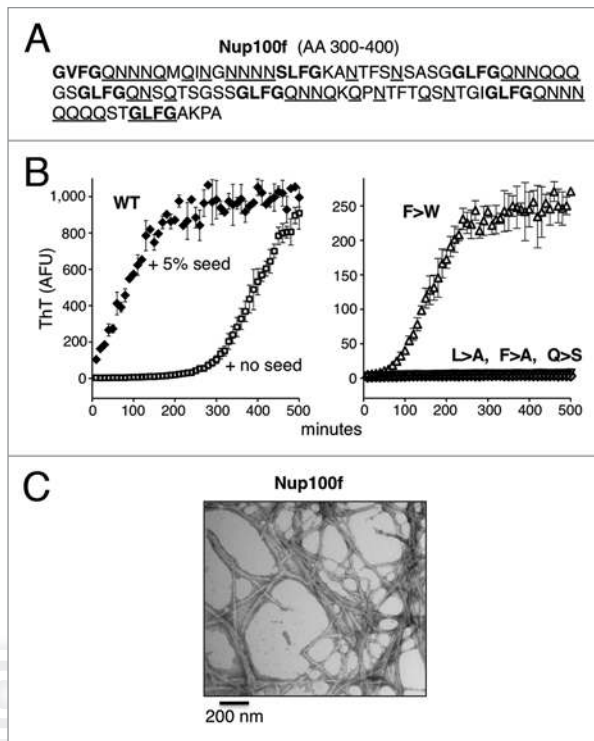 A
Nup100f (AA 300-400)
GVFGQNNNQMQINGNNNNSLFGKANTFSNSASGGLFGQNNQQQ
GSGLFGQNSQTSGSSGLFGQNNQKQPNTFTQSNTGIGLFGQNNN
QQQQSTGLFGAKPA
B
WT
+ 5% seed
+ no seed
ThT (AFU)
1,000
800
600
400
200
0
0 100 200 300 400 500
F>W
L>A, F>A, Q>S
250
200
150
100
50
0
0 100 200 300 400 500
minutes
C
Nup100f
200 nm